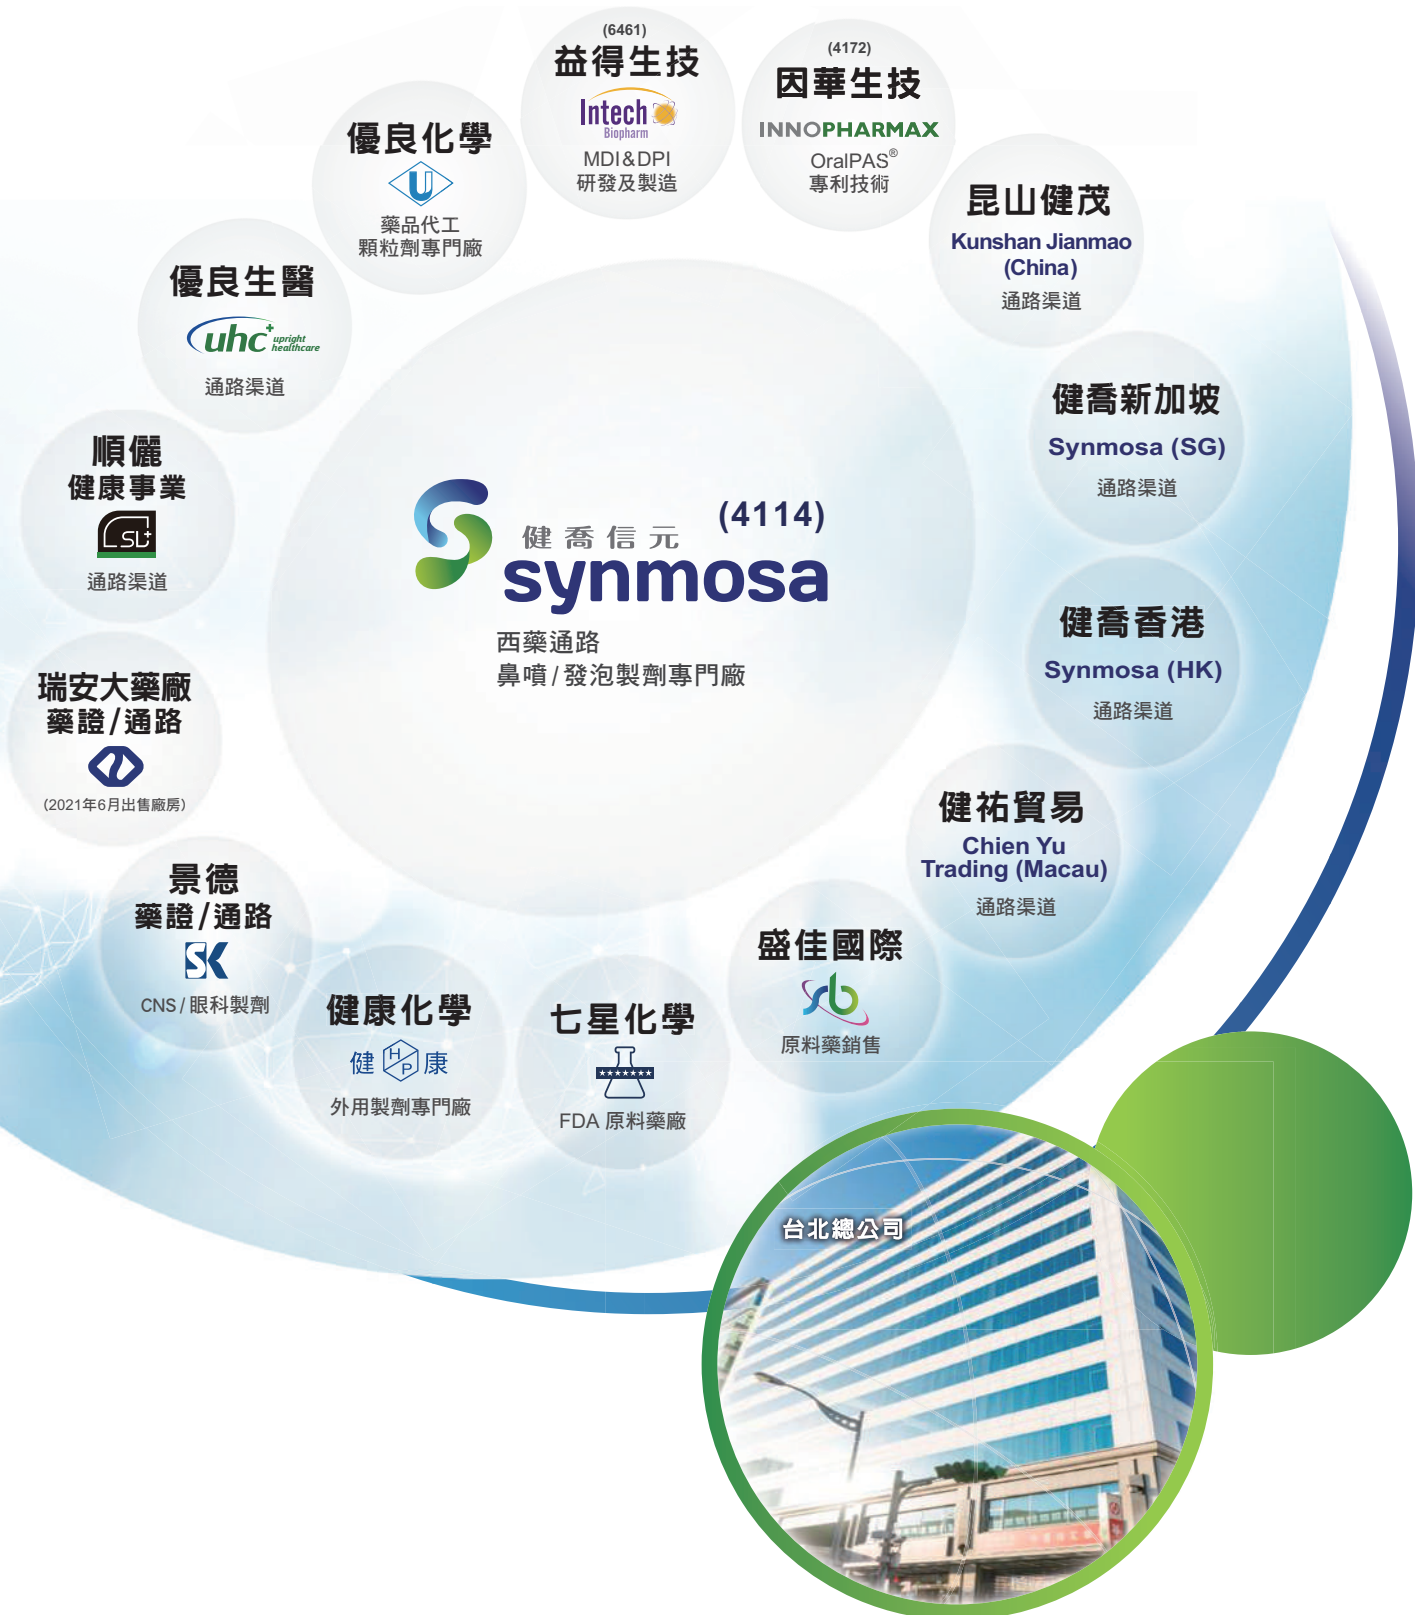 (6461)
益得生技
Intech
Biopharm
MDI&DPI
研發及製造
(4172)
因華生技
INNOPHARMAX
OralPAS®
專利技術
優良化學
U
藥品代工
顆粒劑專門廠
昆山健茂
Kunshan Jianmao
(China)
通路渠道
優良生醫
uhc+ upright
healthcare
通路渠道
健喬新加坡
Synmosa (SG)
通路渠道
順儷
健康事業
SL+
通路渠道
健喬信元 (4114)
synmosa
西藥通路
鼻噴/發泡製劑專門廠
健喬香港
Synmosa (HK)
通路渠道
瑞安大藥廠
藥證/通路
(2021年6月出售廠房)
健祐貿易
Chien Yu
Trading (Macau)
通路渠道
景德
藥證/通路
SK
CNS/眼科製劑
盛佳國際
sb
原料藥銷售
健康化學
健 H P 康
外用製劑專門廠
七星化學
FDA 原料藥廠
台北總公司